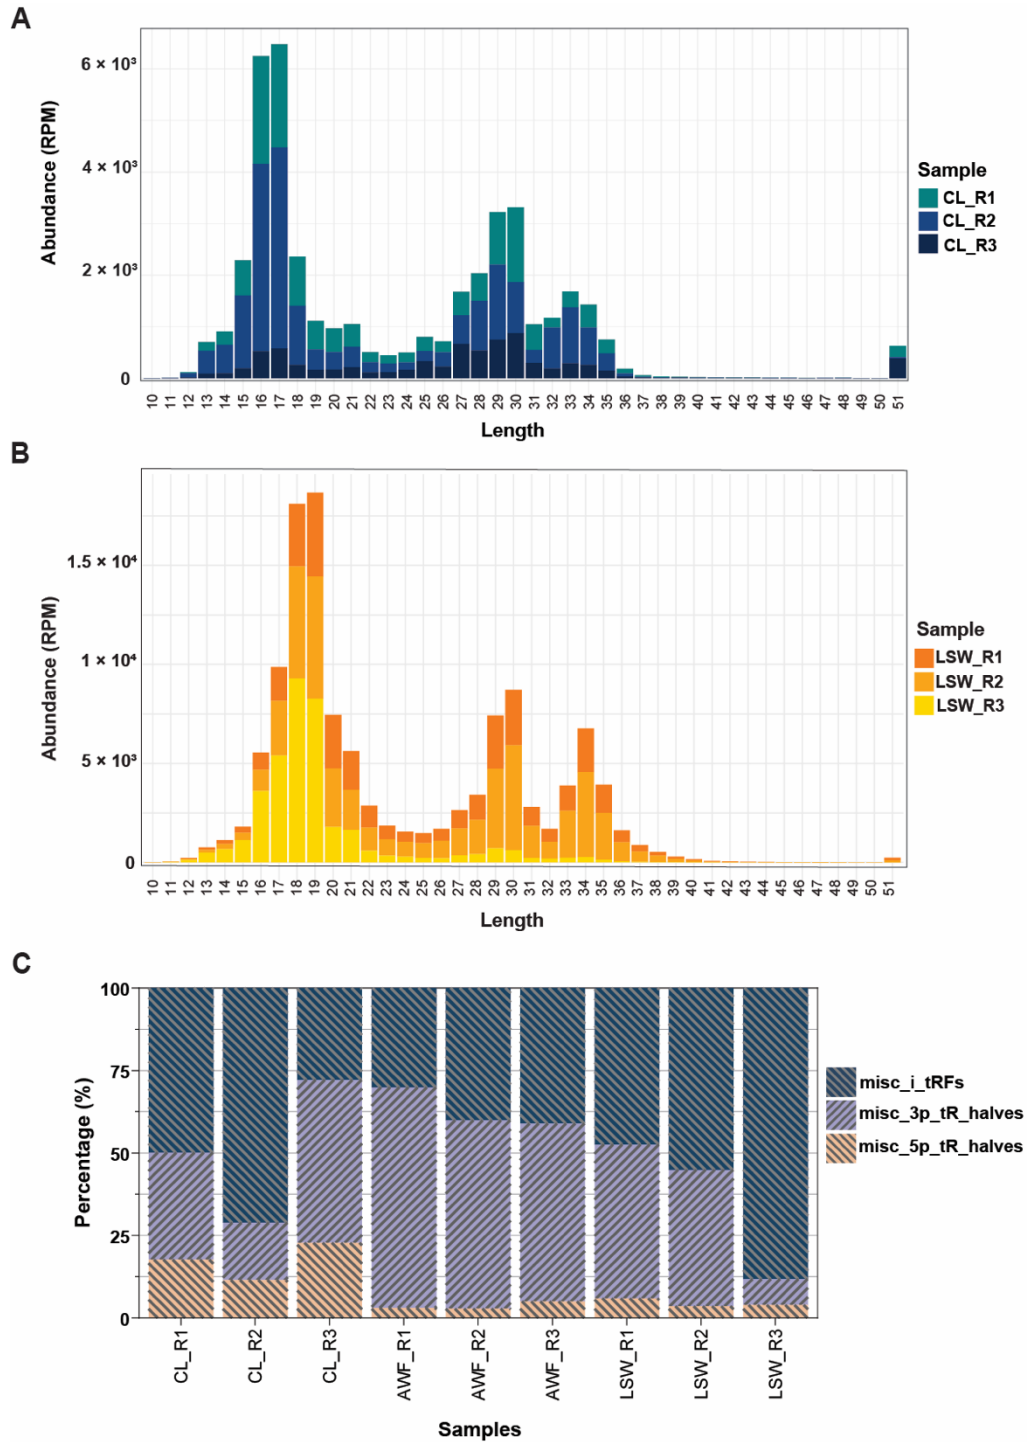 A
Abundance (RPM)
6 × 10³
4 × 10³
2 × 10³
0
10 11 12 13 14 15 16 17 18 19 20 21 22 23 24 25 26 27 28 29 30 31 32 33 34 35 36 37 38 39 40 41 42 43 44 45 46 47 48 49 50 51
Length
Sample
CL_R1
CL_R2
CL_R3
B
Abundance (RPM)
1.5 × 10⁴
1 × 10⁴
5 × 10³
0
10 11 12 13 14 15 16 17 18 19 20 21 22 23 24 25 26 27 28 29 30 31 32 33 34 35 36 37 38 39 40 41 42 43 44 45 46 47 48 49 50 51
Length
Sample
LSW_R1
LSW_R2
LSW_R3
C
Percentage (%)
100
75
50
25
0
CL_R1 CL_R2 CL_R3 AWF_R1 AWF_R2 AWF_R3 LSW_R1 LSW_R2 LSW_R3
Samples
misc_i_tRFs
misc_3p_tR_halves
misc_5p_tR_halves